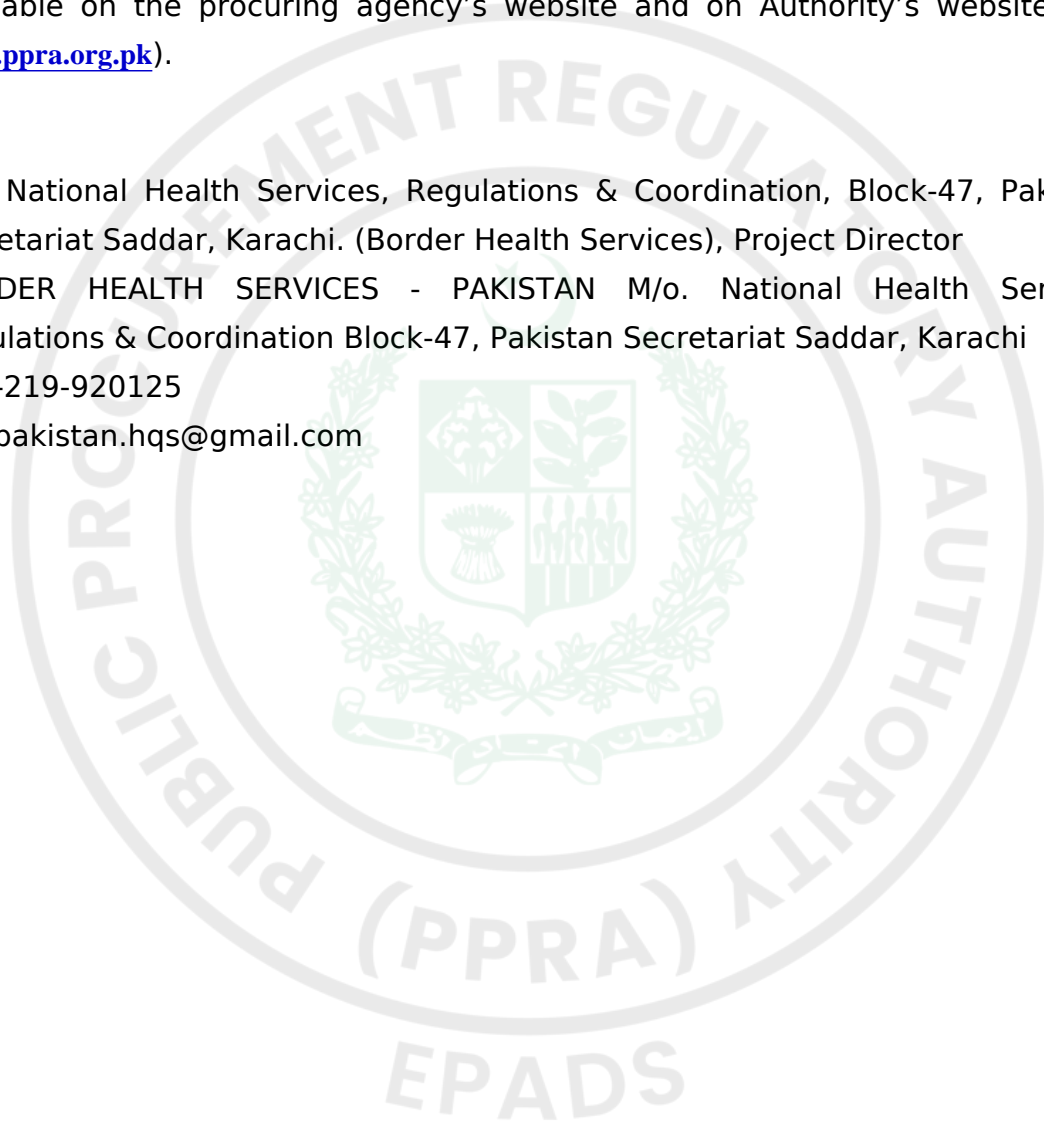 able on the procuring agency's website and on Authority's website
.ppra.org.pk).
National Health Services, Regulations & Coordination, Block-47, Pak
etariat Saddar, Karachi. (Border Health Services), Project Director
DER HEALTH SERVICES - PAKISTAN M/o. National Health Ser
ulations & Coordination Block-47, Pakistan Secretariat Saddar, Karachi
-219-920125
pakistan.hqs@gmail.com
PUBLIC PROCUREMENT REGULATORY AUTHORITY
(PPRA)
EPADS